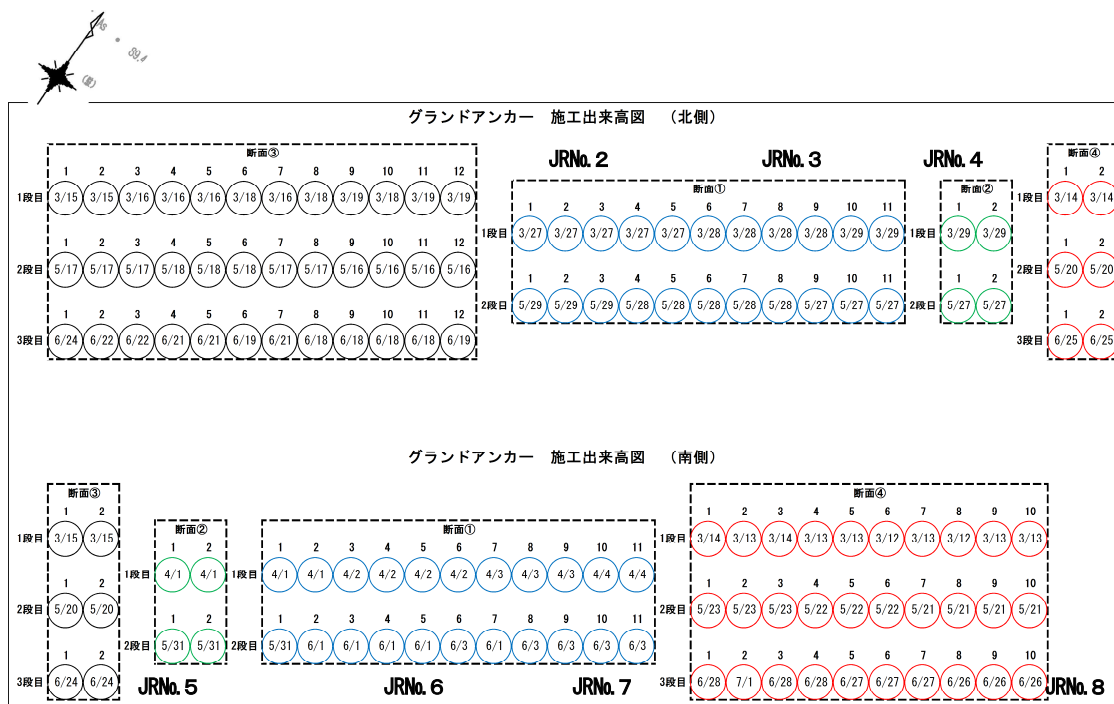 As
89.4
グランドアンカー 施工出来高図 (北側)
断面③
1 2 3 4 5 6 7 8 9 10 11 12
1段目 3/15 3/15 3/16 3/16 3/16 3/18 3/16 3/18 3/19 3/18 3/19 3/19
1 2 3 4 5 6 7 8 9 10 11 12
2段目 5/17 5/17 5/17 5/18 5/18 5/18 5/17 5/17 5/16 5/16 5/16 5/16
1 2 3 4 5 6 7 8 9 10 11 12
3段目 6/24 6/22 6/22 6/21 6/21 6/19 6/21 6/18 6/18 6/18 6/18 6/19
JRNo.2 JRNo.3 JRNo.4
断面①
1 2 3 4 5 6 7 8 9 10 11
1段目 3/27 3/27 3/27 3/27 3/27 3/28 3/28 3/28 3/28 3/29 3/29
1 2 3 4 5 6 7 8 9 10 11
2段目 5/29 5/29 5/29 5/28 5/28 5/28 5/28 5/28 5/27 5/27 5/27
断面②
1 2
1段目 3/29 3/29
1 2
2段目 5/27 5/27
断面④
1 2
1段目 3/14 3/14
1 2
2段目 5/20 5/20
1 2
3段目 6/25 6/25
グランドアンカー 施工出来高図 (南側)
断面③
1 2
1段目 3/15 3/15
1 2
2段目 5/20 5/20
1 2
3段目 6/24 6/24
断面②
1 2
1段目 4/1 4/1
1 2
2段目 5/31 5/31
断面①
1 2 3 4 5 6 7 8 9 10 11
1段目 4/1 4/1 4/2 4/2 4/2 4/2 4/3 4/3 4/3 4/4 4/4
1 2 3 4 5 6 7 8 9 10 11
2段目 5/31 6/1 6/1 6/1 6/1 6/3 6/1 6/3 6/3 6/3 6/3
断面④
1 2 3 4 5 6 7 8 9 10
1段目 3/14 3/13 3/14 3/13 3/13 3/12 3/13 3/12 3/13 3/13
1 2 3 4 5 6 7 8 9 10
2段目 5/23 5/23 5/23 5/22 5/22 5/22 5/21 5/21 5/21 5/21
1 2 3 4 5 6 7 8 9 10
3段目 6/28 7/1 6/28 6/28 6/27 6/27 6/27 6/26 6/26 6/26
JRNo.5 JRNo.6 JRNo.7 JRNo.8